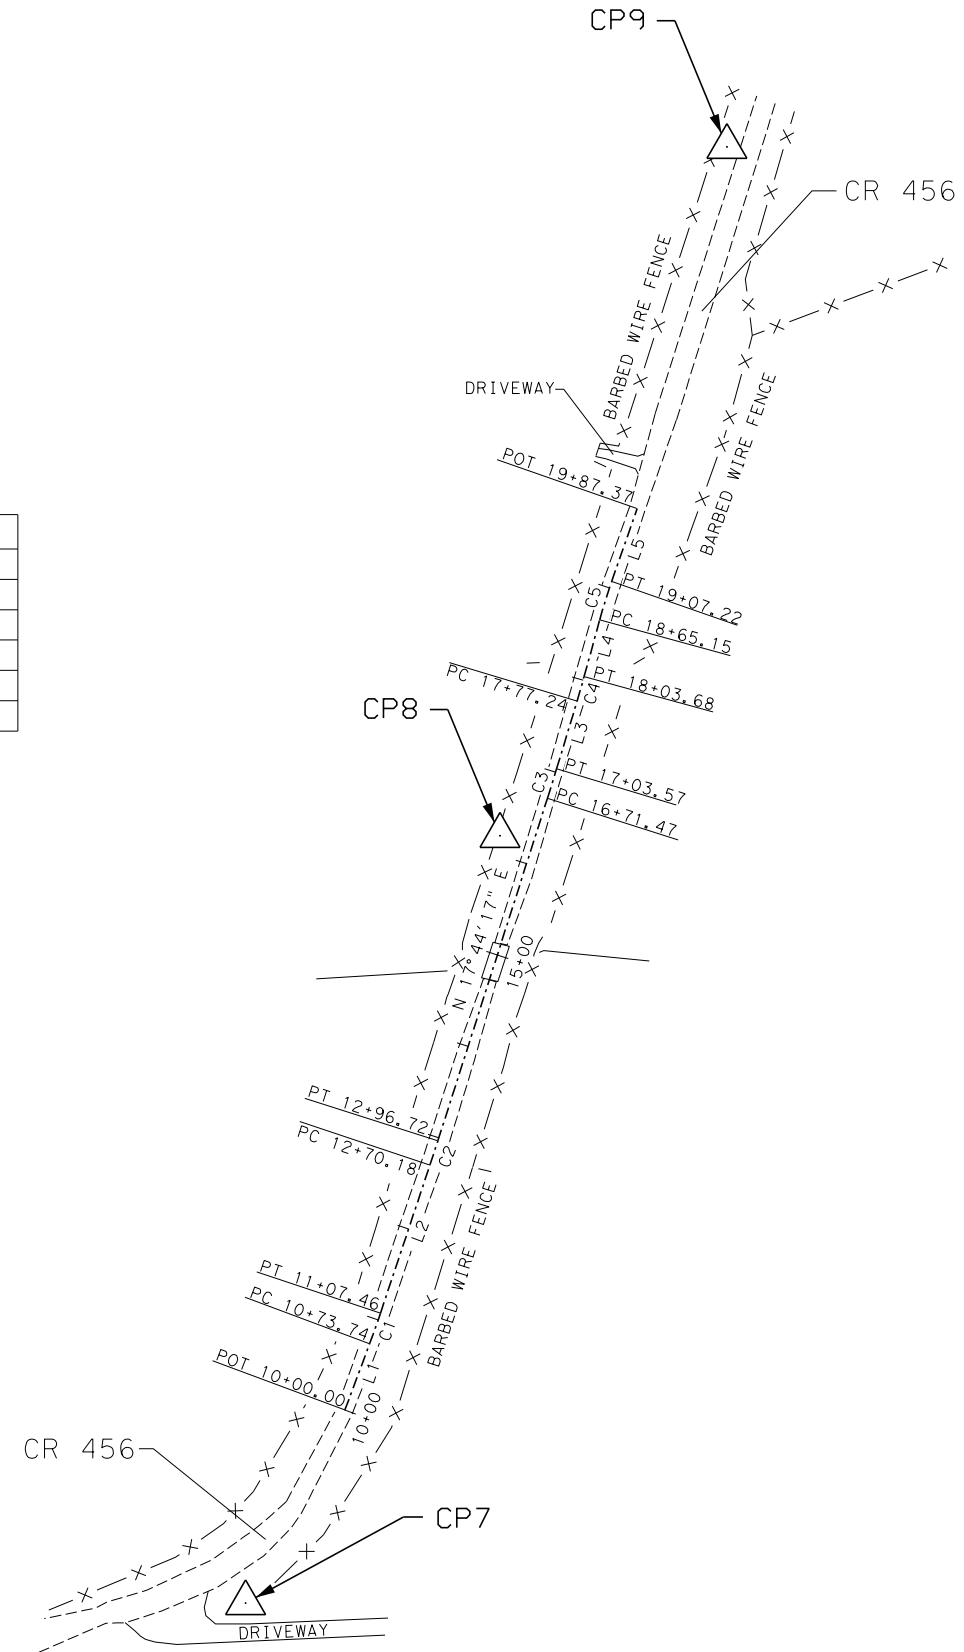 CP9
CR 456
BARBED WIRE FENCE
DRIVEWAY
BARBED WIRE FENCE
POT 19+87.37
L5
PT 19+07.22
C5
PC 18+65.15
L4
PC 17+77.24
PT 18+03.68
C4
CP8
L3
PT 17+03.57
C3
PC 16+71.47
N 17°44'17" E
15+00
PT 12+96.72
PC 12+70.18
C2
L2
BARBED WIRE FENCE
PT 11+07.46
PC 10+73.74
C1
POT 10+00.00
L1
10+00
CR 456
CP7
DRIVEWAY